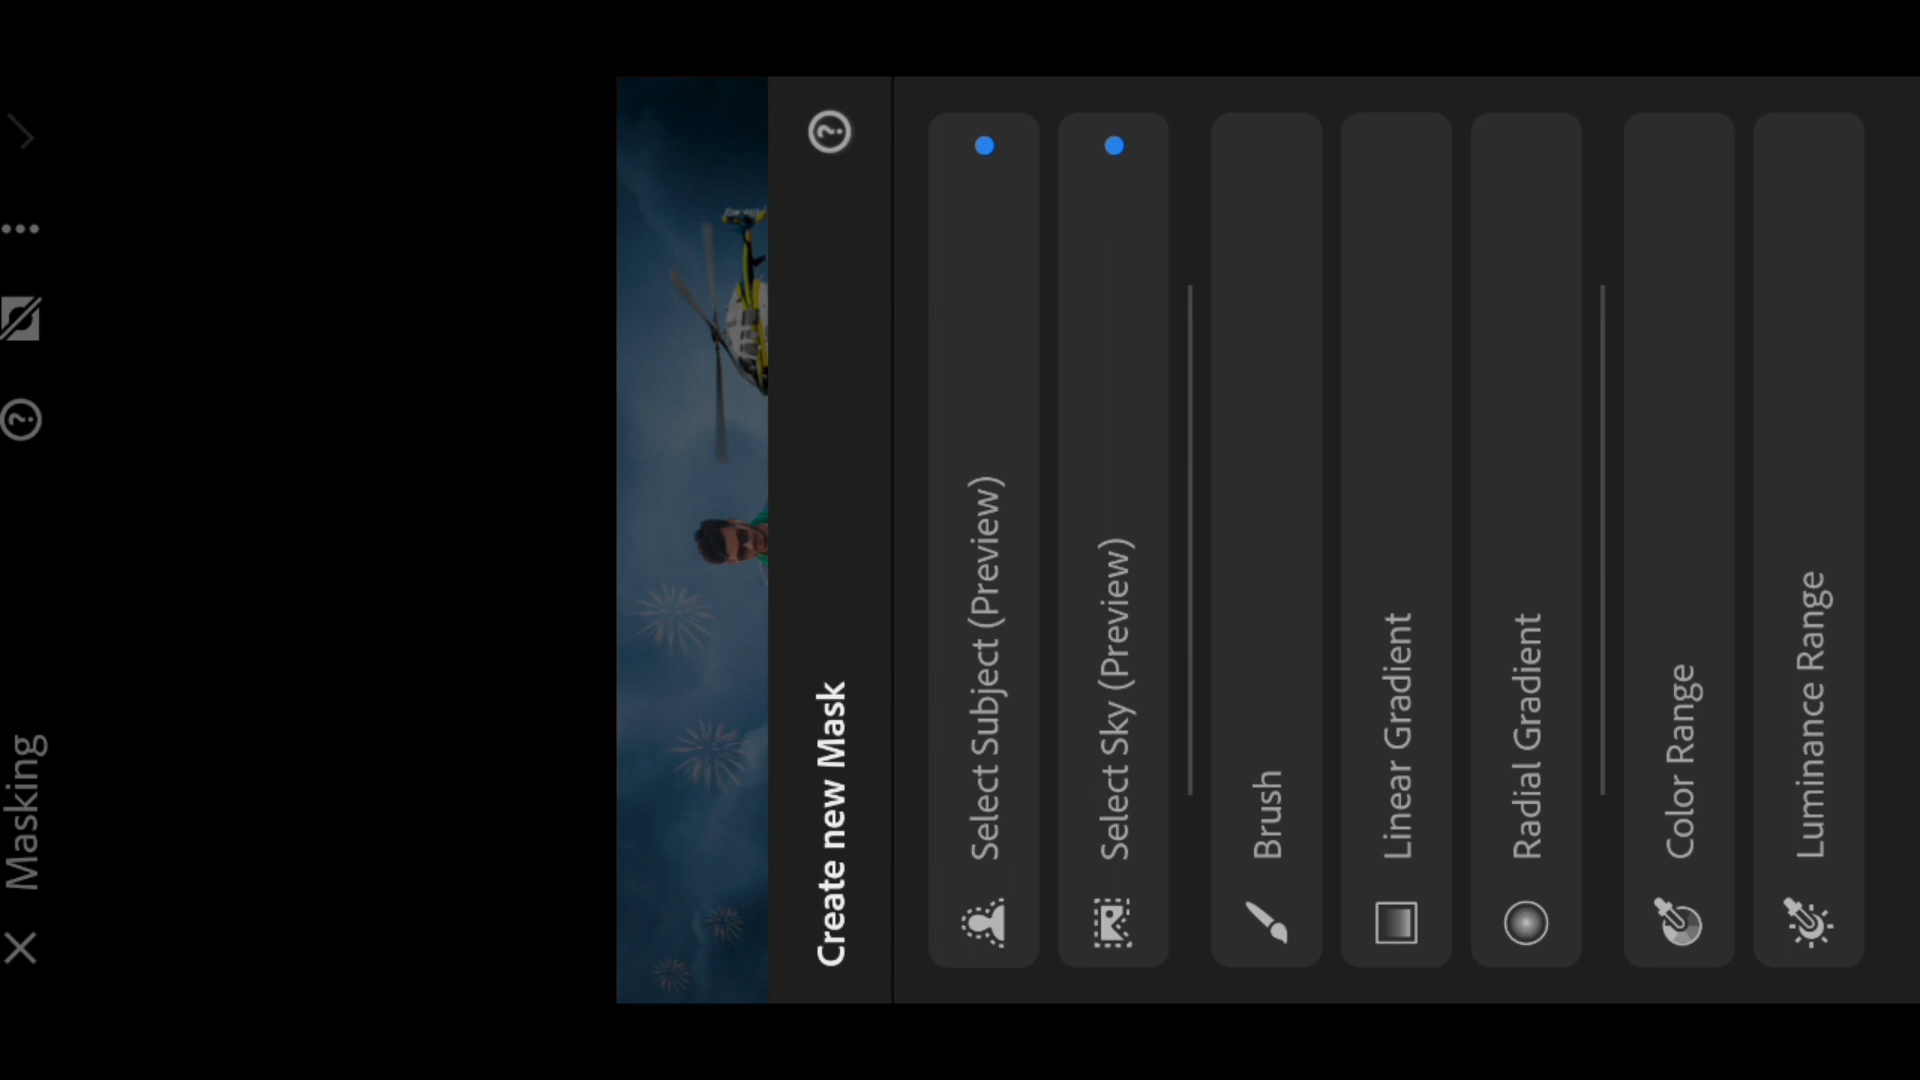 Masking
Create new Mask
Select Subject (Preview)
Select Sky (Preview)
Brush
Linear Gradient
Radial Gradient
Color Range
Luminance Range